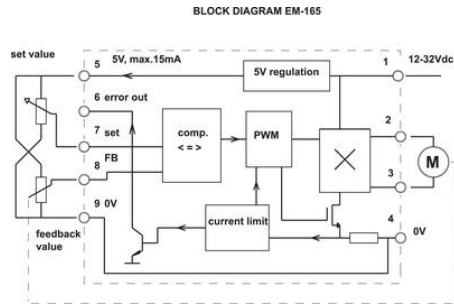 BLOCK DIAGRAM EM-165
set value
5
5V, max.15mA
5V regulation
1
12-32Vdc
6 error out
7 set
comp.
< = >
PWM
2
M
8
FB
3
9 0V
feedback
value
current limit
4
0V